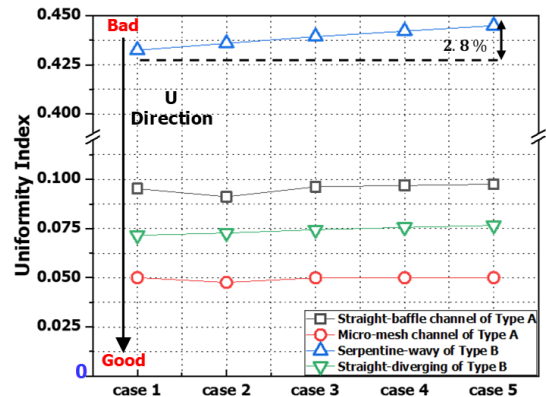 0.450
0.425
0.400
0.100
0.075
0.050
0.025
0
Uniformity Index
Bad
2.8%
U
Direction
Good
Straight-baffle channel of Type A
Micro-mesh channel of Type A
Serpentine-wavy of Type B
Straight-diverging of Type B
case 1 case 2 case 3 case 4 case 5